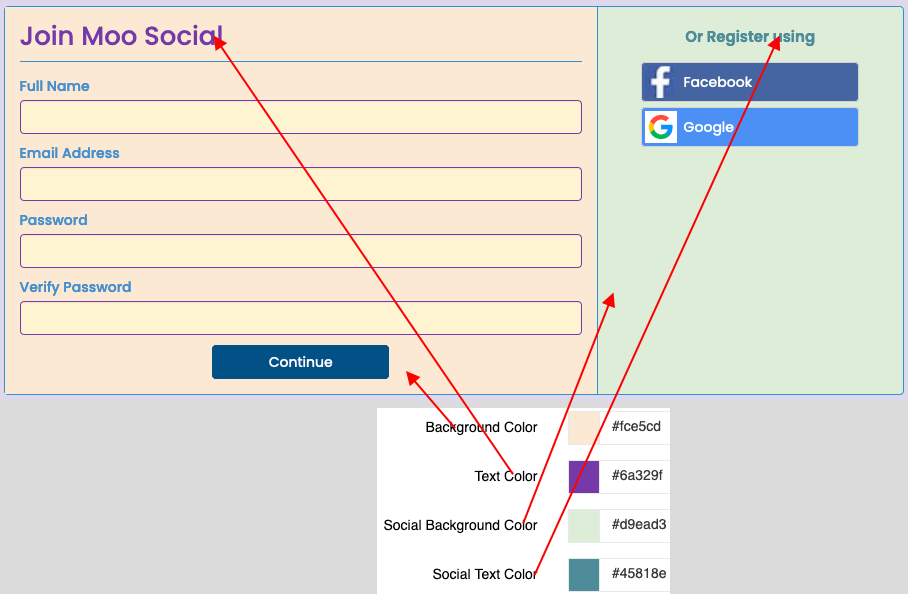 Join Moo Social
Full Name
Email Address
Password
Verify Password
Continue
Or Register using
Facebook
Google
Background Color #fce5cd
Text Color #6a329f
Social Background Color #d9ead3
Social Text Color #45818e